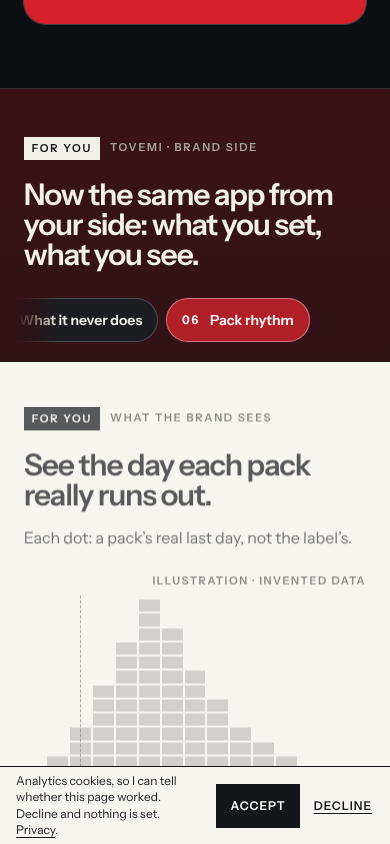 FOR YOU TOVEMI · BRAND SIDE
Now the same app from
your side: what you set,
what you see.
What it never does 06 Pack rhythm
FOR YOU WHAT THE BRAND SEES
See the day each pack
really runs out.
Each dot: a pack’s real last day, not the label’s.
ILLUSTRATION · INVENTED DATA
Analytics cookies, so I can tell
whether this page worked.
Decline and nothing is set.
Privacy.
ACCEPT DECLINE